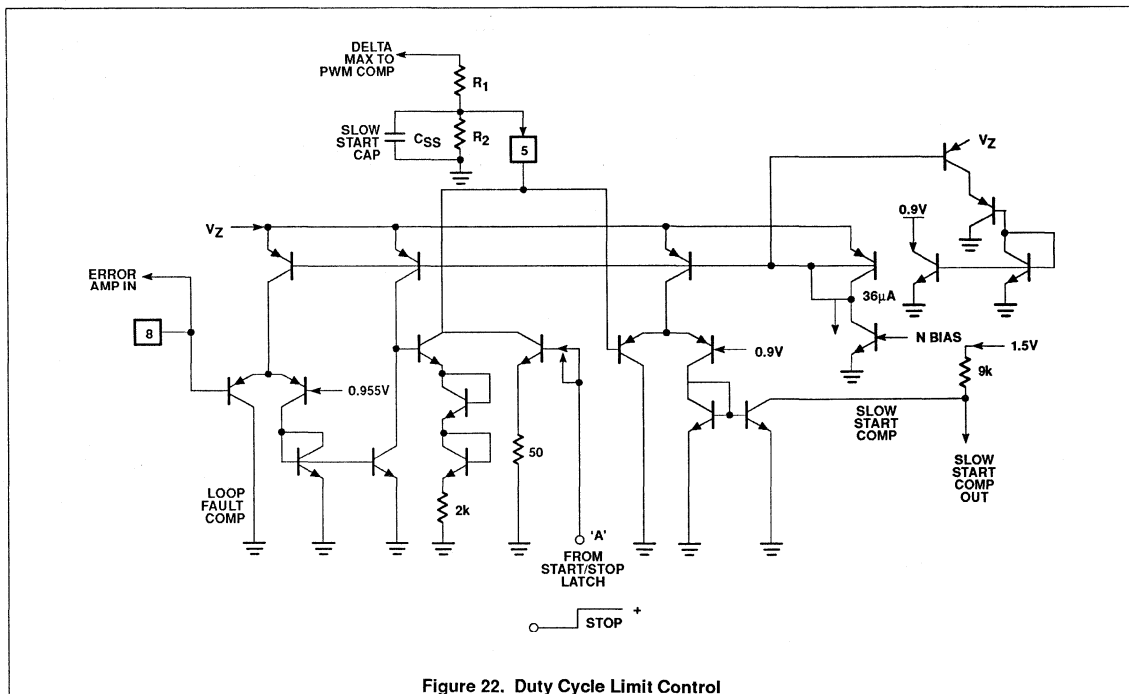 DELTA
MAX TO
PWM COMP
R1
SLOW
START
CAP
CSS
R2
5
VZ
VZ
0.9V
ERROR
AMP IN
8
36µA
N BIAS
1.5V
0.9V
9k
0.955V
SLOW
START
COMP
50
SLOW
START
COMP
OUT
LOOP
FAULT
COMP
2k
'A'
FROM
START/STOP
LATCH
+
STOP
Figure 22. Duty Cycle Limit Control